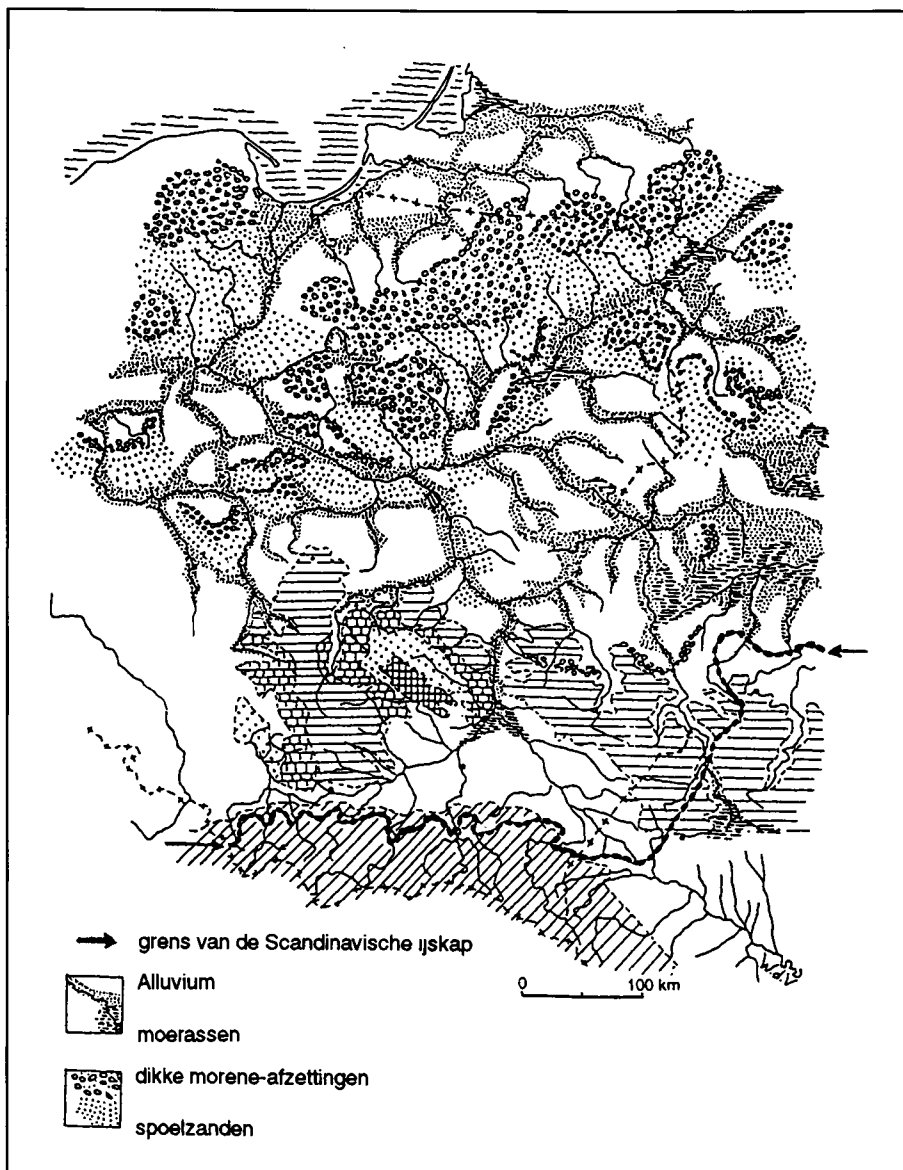 grens van de Scandinavische ijskap
Alluvium
0 100 km
moerassen
dikke morene-afzettingen
spoelzanden